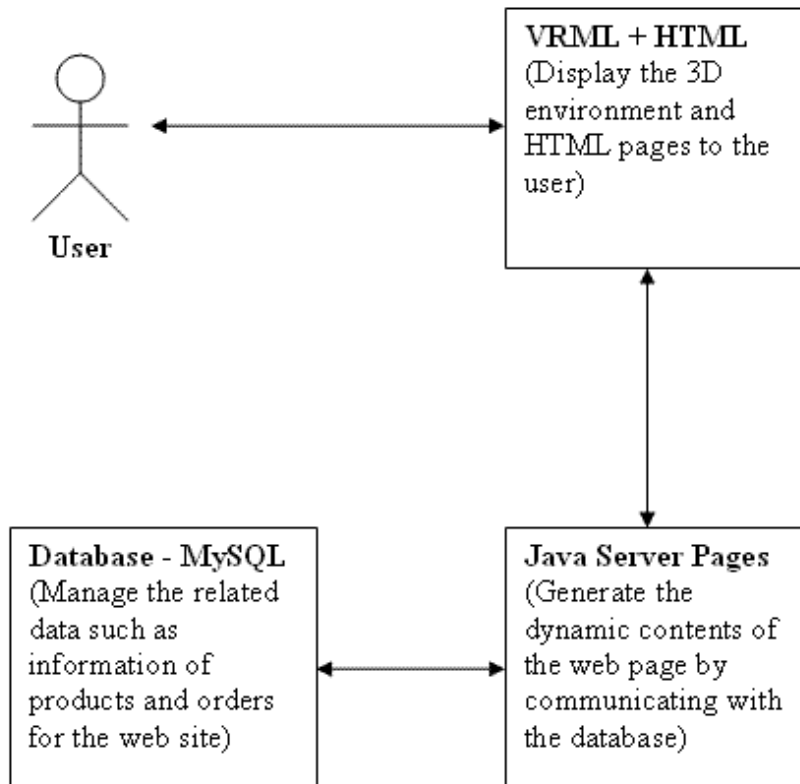 VRML + HTML
(Display the 3D
environment and
HTML pages to the
user)
User
Database - MySQL
(Manage the related
data such as
information of
products and orders
for the web site)
Java Server Pages
(Generate the
dynamic contents of
the web page by
communicating with
the database)